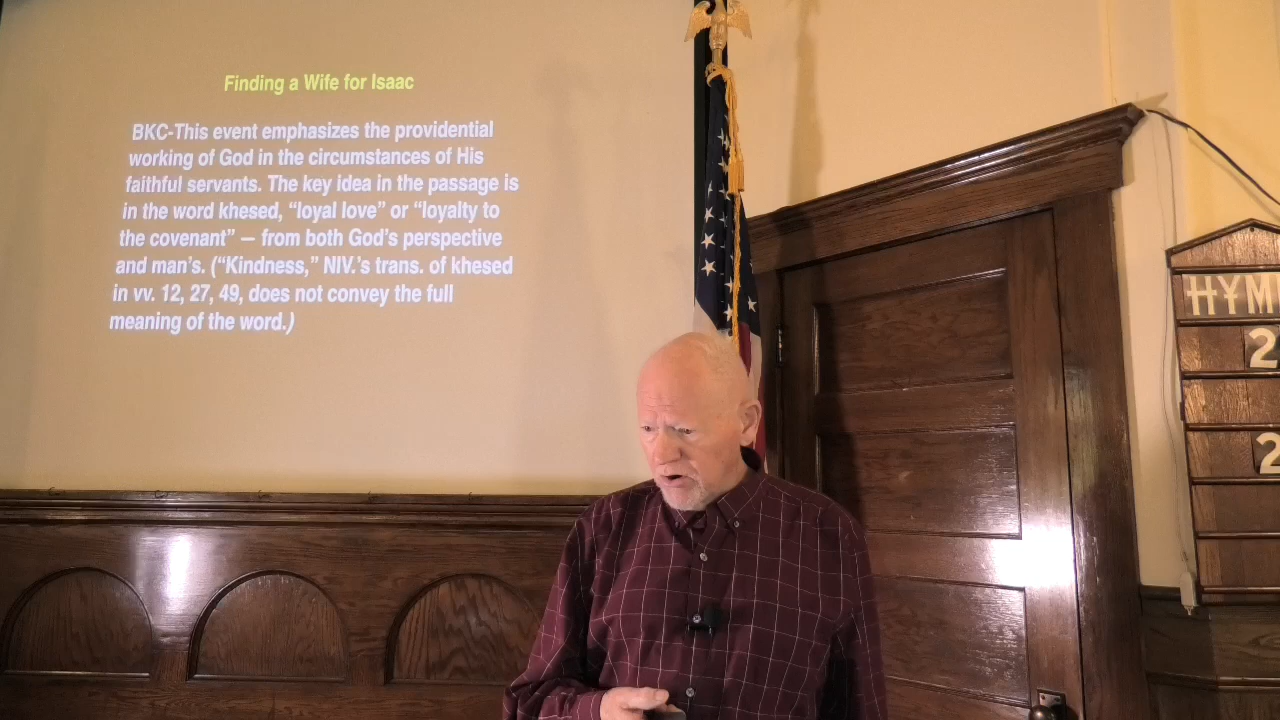 Finding a Wife for Isaac
BKC-This event emphasizes the providential
working of God in the circumstances of His
faithful servants. The key idea in the passage is
in the word khesed, “loyal love” or “loyalty to
the covenant” – from both God’s perspective
and man’s. (“Kindness,” NIV.’s trans. of khesed
in vv. 12, 27, 49, does not convey the full
meaning of the word.)
HYM
2
2